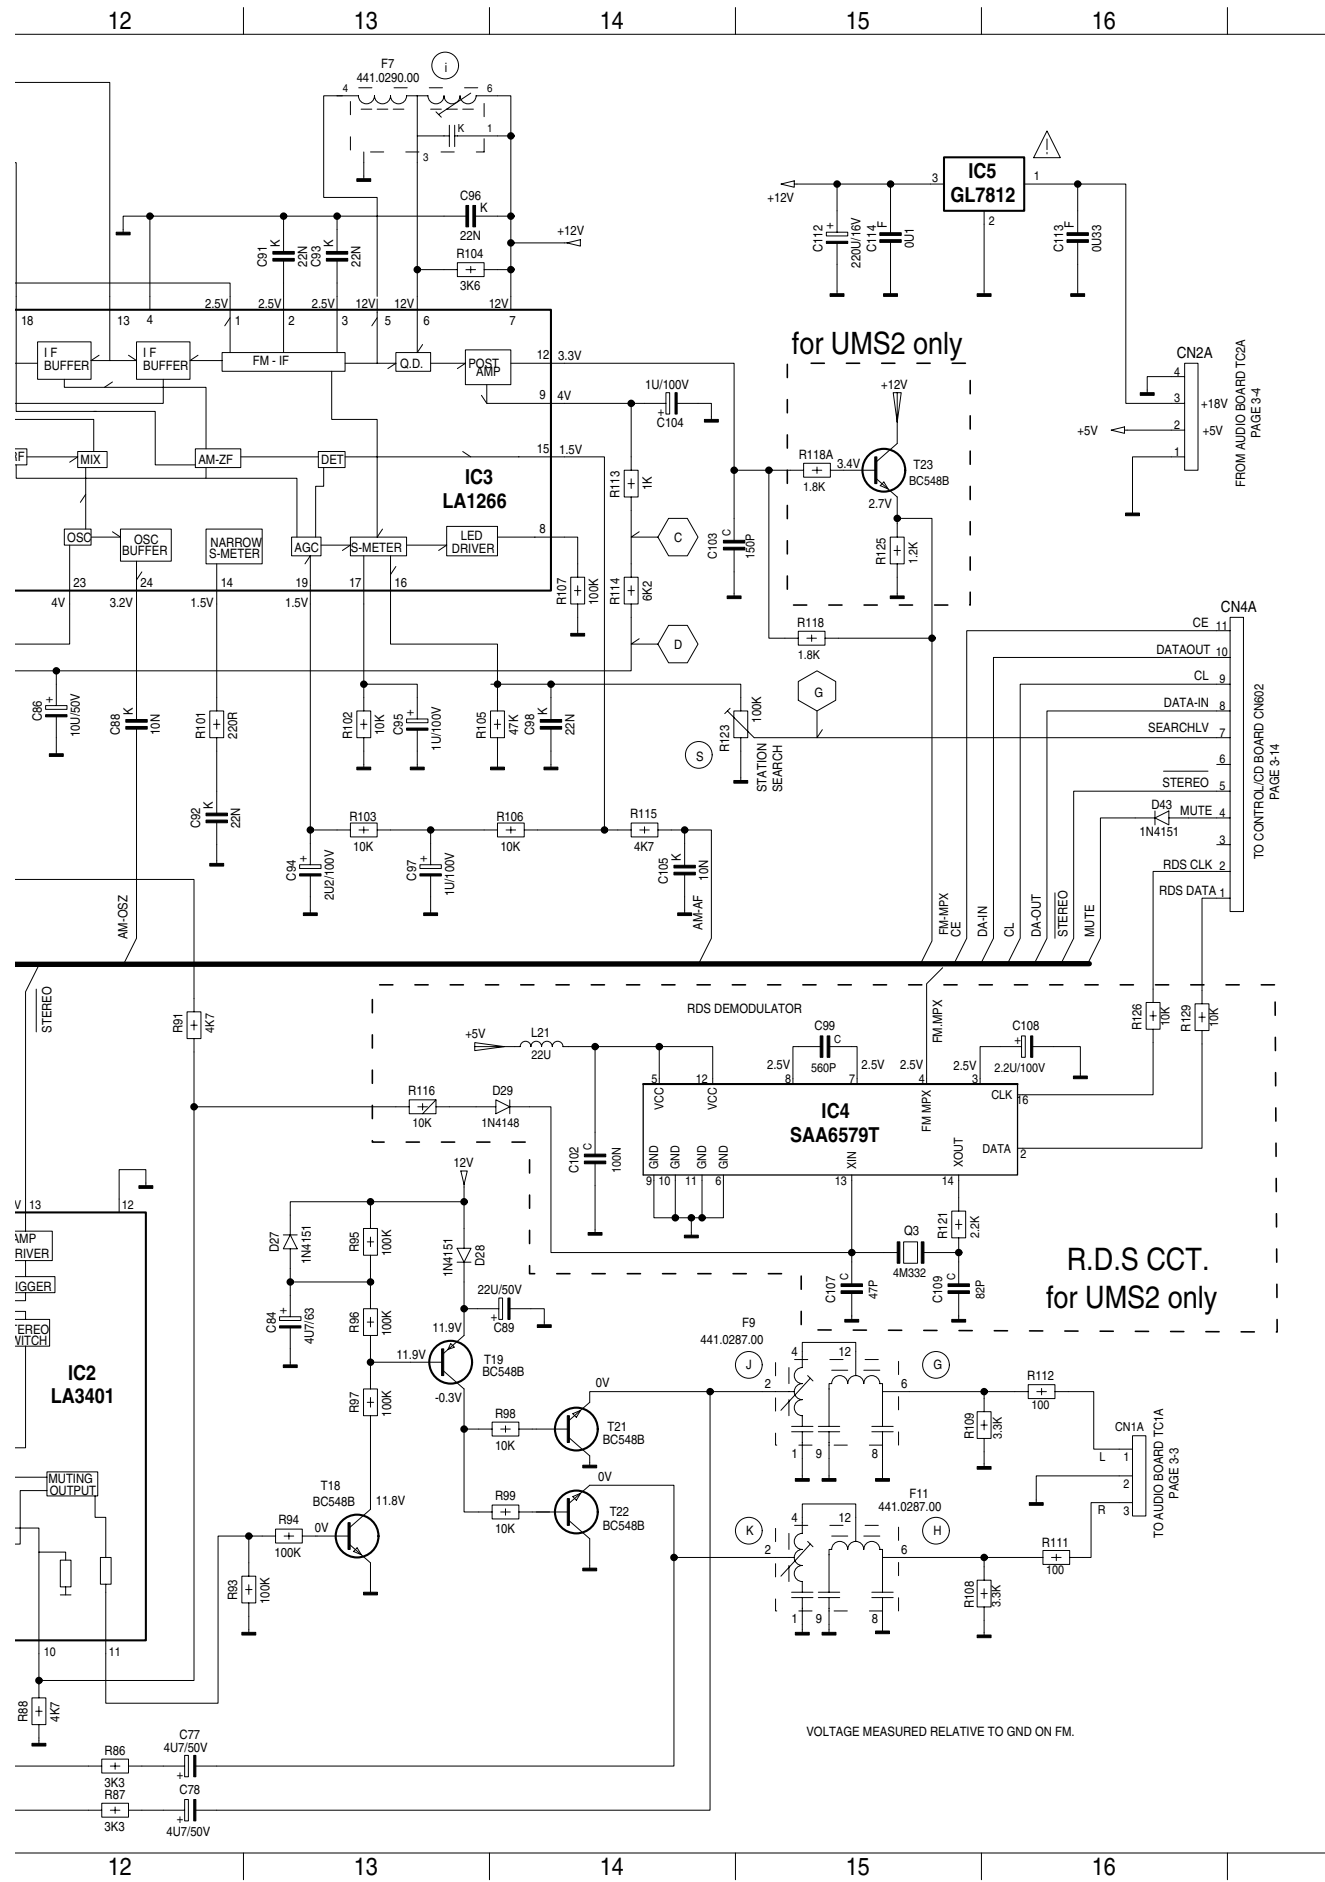 12 13 14 15 16
F7
441.0290.00
i
4 6
K 1
3
C96
K
22N
+12V
R104
3K6
C91 K 22N
C93 K 22N
2.5V 2.5V 2.5V 12V 12V 12V
18 13 4 1 2 3 5 6 7
I F BUFFER
I F BUFFER
FM - IF
Q.D.
POST AMP
12 3.3V
9 4V
15 1.5V
8
RF
MIX
AM-ZF
DET
IC3
LA1266
OSC
OSC BUFFER
NARROW S-METER
AGC
S-METER
LED DRIVER
23 24 14 19 17 16
4V 3.2V 1.5V 1.5V
1U/100V
+
C104
R113 1K
C
R107 100K
R114 6K2
D
C103 C 150P
+12V
3 IC5 1
GL7812
2
C112 + 220U/16V
C114 F 0U1
C113 F 0U33
for UMS2 only
+12V
R118A
1.8K
3.4V
T23
BC548B
2.7V
R125 1.2K
R118
1.8K
CN2A
4
3 +18V
+5V 2 +5V
1
FROM AUDIO BOARD TC2A
PAGE 3-4
CN4A
CE 11
DATAOUT 10
CL 9
DATA-IN 8
SEARCHLV 7
6
STEREO 5
D43 MUTE 4
1N4151
3
RDS CLK 2
RDS DATA 1
TO CONTROL/CD BOARD CN602
PAGE 3-14
G
C86 + 10U/50V
C88 K 10N
R101 220R
R102 10K
C95 + 1U/100V
R105 47K
C98 K 22N
S
R123 100K
STATION SEARCH
C92 K 22N
R103
10K
R106
10K
R115
4K7
C94 + 2U2/100V
C97 + 1U/100V
C105 K 10N
AM-OSZ
AM-AF
FM-MPX
CE
DA-IN
CL
DA-OUT
STEREO
MUTE
STEREO
R91 4K7
RDS DEMODULATOR
+5V
L21
22U
C99
C
560P
FM.MPX
C108
+
2.2U/100V
R126 10K
R129 10K
2.5V 2.5V 2.5V 2.5V
5 12 8 7 4 3
VCC VCC FM MPX CLK 16
IC4
SAA6579T
GND GND GND GND XIN XOUT DATA 2
9 10 11 6 13 14
R116
10K
D29
1N4148
C102 C 100N
R121 2.2K
Q3
4M332
C107 C 47P
C109 C 82P
R.D.S CCT.
for UMS2 only
V 13 12
AMP
RIVER
IGGER
TEREO
WITCH
IC2
LA3401
MUTING
OUTPUT
10 11
12V
D27 1N4151
R95 100K
1N4151 D28
22U/50V
+
C89
C84 + 4U7/63
R96 100K
11.9V
11.9V
T19
BC548B
-0.3V
R97 100K
R98
10K
0V
T21
BC548B
R99
10K
0V
T22
BC548B
T18
BC548B
11.8V
0V
R94
100K
R93 100K
F9
441.0287.00
J 4 12 G
2 6
1 9 8
F11
441.0287.00
K 4 12 H
2 6
1 9 8
R112
100
R109 3.3K
R111
100
R108 3.3K
CN1A
L 1
2
R 3
TO AUDIO BOARD TC1A
PAGE 3-3
R88 4K7
R86
3K3
C77
4U7/50V
+
R87
3K3
C78
+
4U7/50V
VOLTAGE MEASURED RELATIVE TO GND ON FM.
12 13 14 15 16